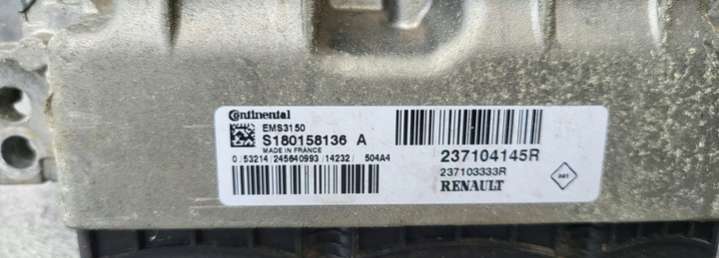 Continental
EMS3150
S180158136 A
MADE IN FRANCE
0/53214/245640993/14232/ 504A4
237104145R
237103333R
RENAULT